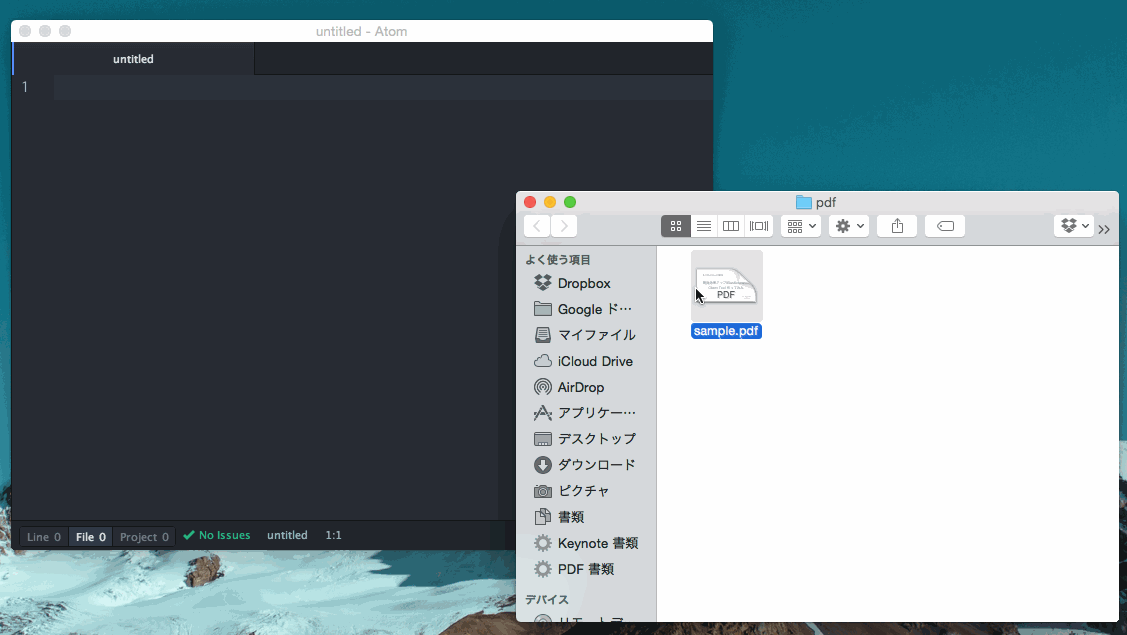 untitled - Atom
untitled
1
Line 0 File 0 Project 0 No Issues untitled 1:1
pdf
よく使う項目
Dropbox
Google ド…
マイファイル
iCloud Drive
AirDrop
アプリケー…
デスクトップ
ダウンロード
ピクチャ
書類
Keynote 書類
PDF 書類
デバイス
PDF
sample.pdf